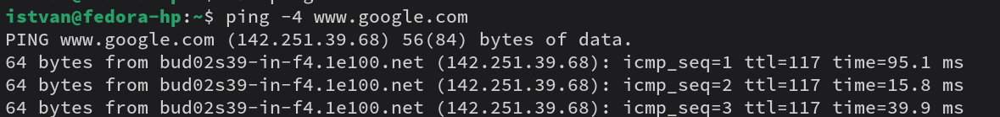 istvan@fedora-hp:~$ ping -4 www.google.com
PING www.google.com (142.251.39.68) 56(84) bytes of data.
64 bytes from bud02s39-in-f4.1e100.net (142.251.39.68): icmp_seq=1 ttl=117 time=95.1 ms
64 bytes from bud02s39-in-f4.1e100.net (142.251.39.68): icmp_seq=2 ttl=117 time=15.8 ms
64 bytes from bud02s39-in-f4.1e100.net (142.251.39.68): icmp_seq=3 ttl=117 time=39.9 ms